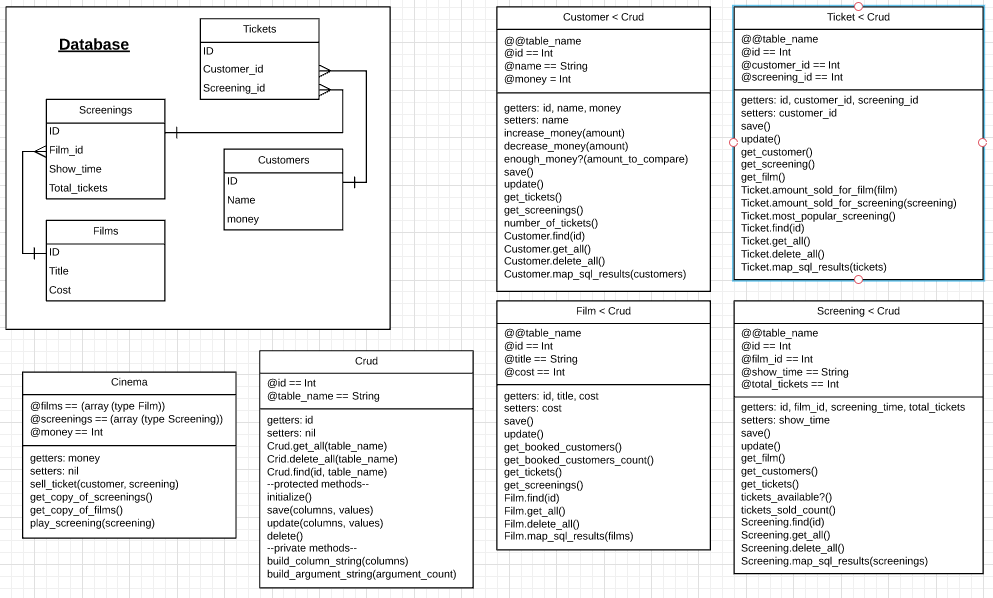 Database
Tickets
ID
Customer_id
Screening_id
Screenings
ID
Film_id
Show_time
Total_tickets
Customers
ID
Name
money
Films
ID
Title
Cost
Customer < Crud
@@table_name
@id == Int
@name == String
@money = Int
getters: id, name, money
setters: name
increase_money(amount)
decrease_money(amount)
enough_money?(amount_to_compare)
save()
update()
get_tickets()
get_screenings()
number_of_tickets()
Customer.find(id)
Customer.get_all()
Customer.delete_all()
Customer.map_sql_results(customers)
Ticket < Crud
@@table_name
@id == Int
@customer_id == Int
@screening_id == Int
getters: id, customer_id, screening_id
setters: customer_id
save()
update()
get_customer()
get_screening()
get_film()
Ticket.amount_sold_for_film(film)
Ticket.amount_sold_for_screening(screening)
Ticket.most_popular_screening()
Ticket.find(id)
Ticket.get_all()
Ticket.delete_all()
Ticket.map_sql_results(tickets)
Cinema
@films == (array (type Film))
@screenings == (array (type Screening))
@money == Int
getters: money
setters: nil
sell_ticket(customer, screening)
get_copy_of_screenings()
get_copy_of_films()
play_screening(screening)
Crud
@id == Int
@table_name == String
getters: id
setters: nil
Crud.get_all(table_name)
Crid.delete_all(table_name)
Crud.find(id, table_name)
--protected methods--
initialize()
save(columns, values)
update(columns, values)
delete()
--private methods--
build_column_string(columns)
build_argument_string(argument_count)
Film < Crud
@@table_name
@id == Int
@title == String
@cost == Int
getters: id, title, cost
setters: cost
save()
update()
get_booked_customers()
get_booked_customers_count()
get_tickets()
get_screenings()
Film.find(id)
Film.get_all()
Film.delete_all()
Film.map_sql_results(films)
Screening < Crud
@@table_name
@id == Int
@film_id == Int
@show_time == String
@total_tickets == Int
getters: id, film_id, screening_time, total_tickets
setters: show_time
save()
update()
get_film()
get_customers()
get_tickets()
tickets_available?()
tickets_sold_count()
Screening.find(id)
Screening.get_all()
Screening.delete_all()
Screening.map_sql_results(screenings)